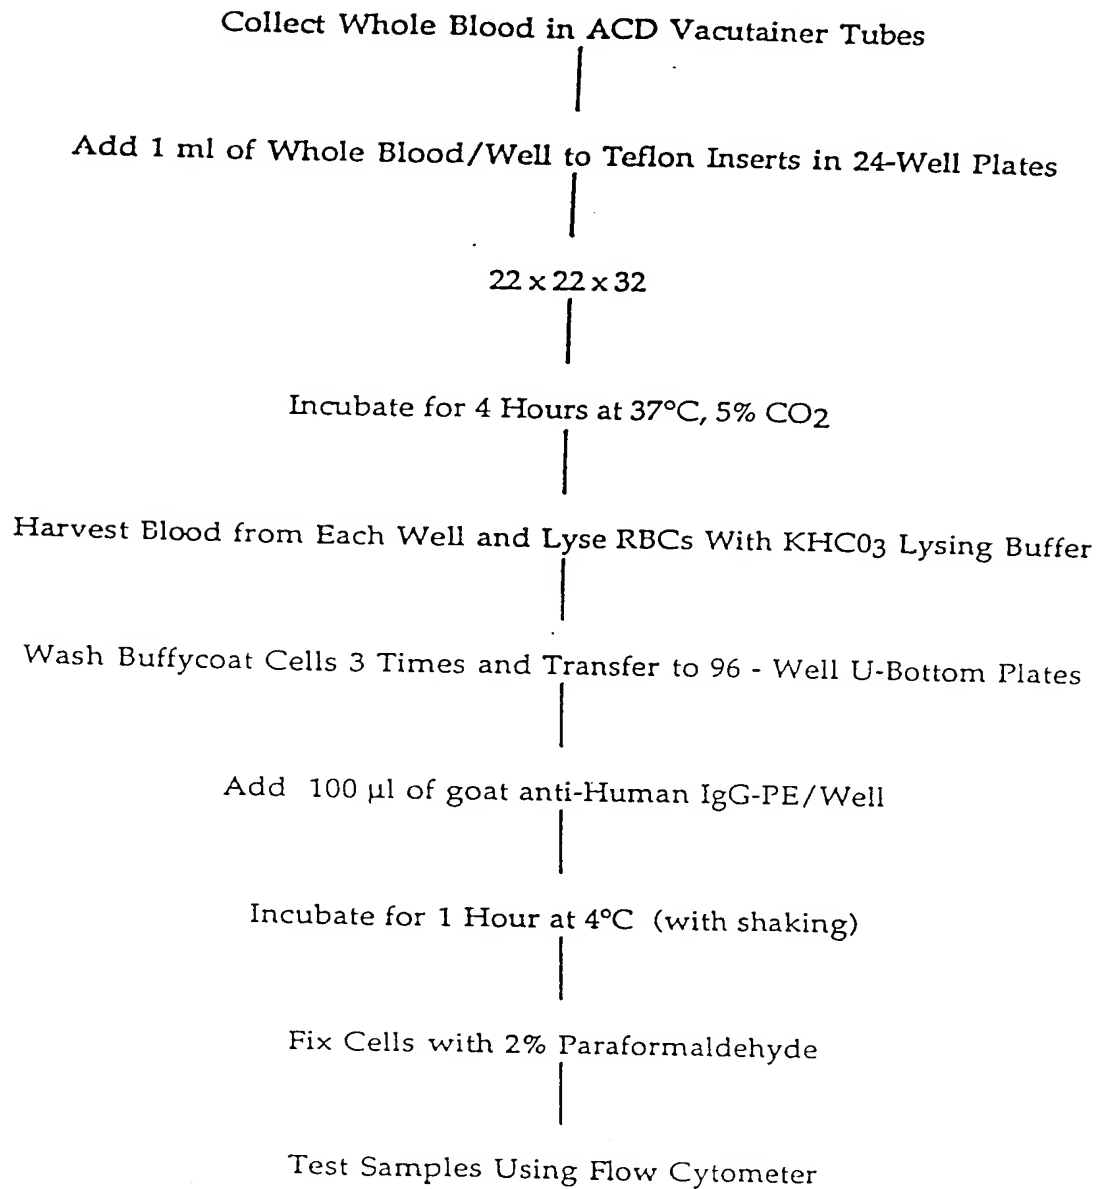 Collect Whole Blood in ACD Vacutainer Tubes
Add 1 ml of Whole Blood/Well to Teflon Inserts in 24-Well Plates
22 x 22 x 32
Incubate for 4 Hours at 37°C, 5% CO2
Harvest Blood from Each Well and Lyse RBCs With KHC03 Lysing Buffer
Wash Buffycoat Cells 3 Times and Transfer to 96 - Well U-Bottom Plates
Add 100 µl of goat anti-Human IgG-PE/Well
Incubate for 1 Hour at 4°C (with shaking)
Fix Cells with 2% Paraformaldehyde
Test Samples Using Flow Cytometer